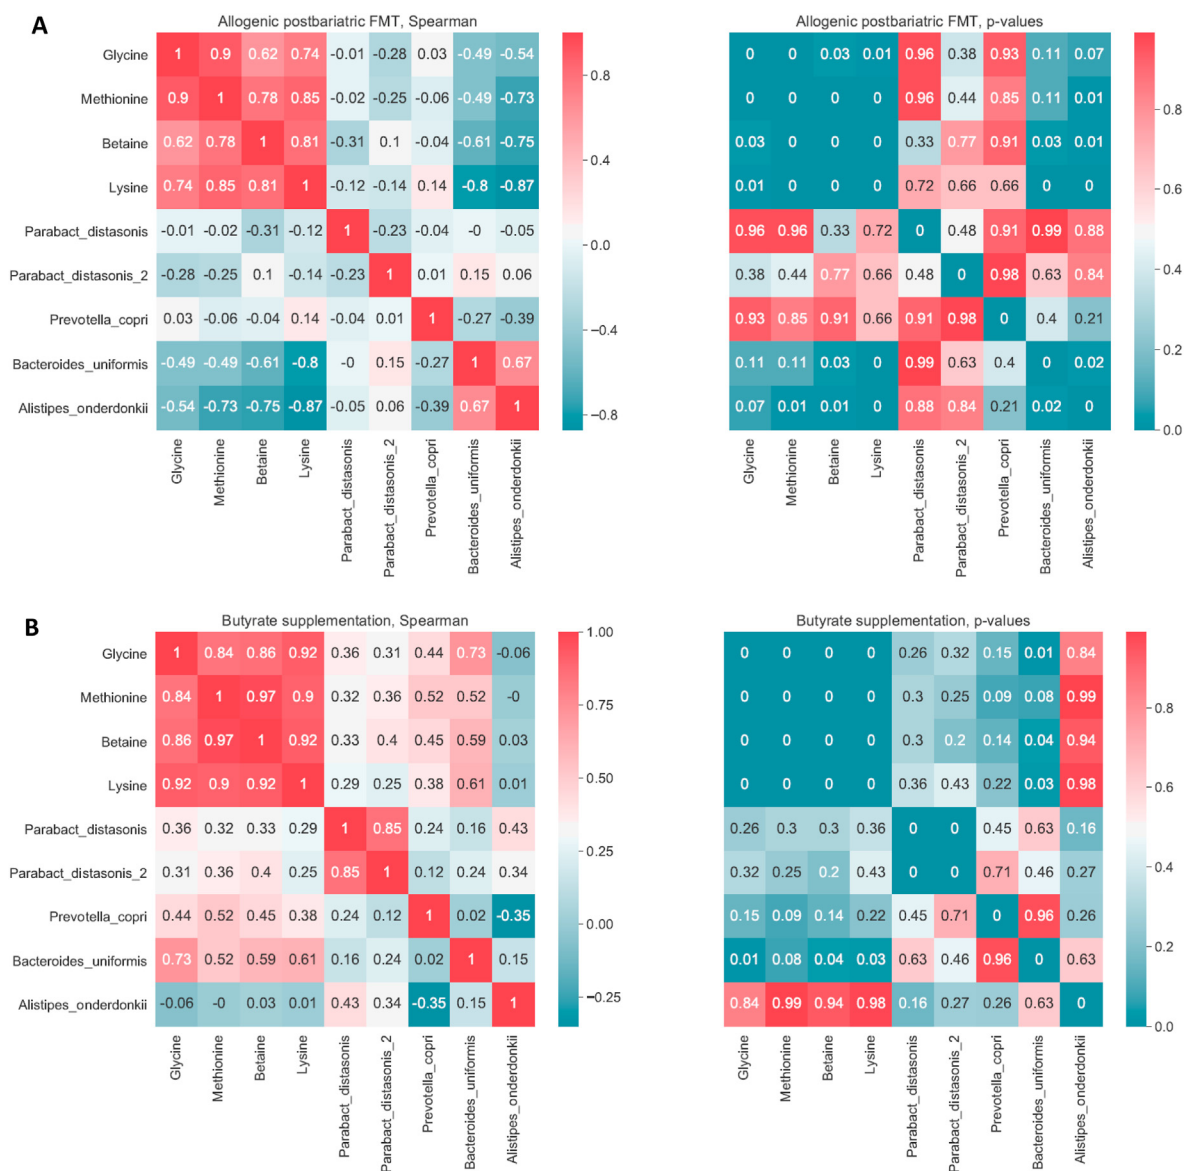 A
Allogenic postbariatric FMT, Spearman
Glycine 1 0.9 0.62 0.74 -0.01 -0.28 0.03 -0.49 -0.54
Methionine 0.9 1 0.78 0.85 -0.02 -0.25 -0.06 -0.49 -0.73
Betaine 0.62 0.78 1 0.81 -0.31 0.1 -0.04 -0.61 -0.75
Lysine 0.74 0.85 0.81 1 -0.12 -0.14 0.14 -0.8 -0.87
Parabact_distasonis -0.01 -0.02 -0.31 -0.12 1 -0.23 -0.04 -0 -0.05
Parabact_distasonis_2 -0.28 -0.25 0.1 -0.14 -0.23 1 0.01 0.15 0.06
Prevotella_copri 0.03 -0.06 -0.04 0.14 -0.04 0.01 1 -0.27 -0.39
Bacteroides_uniformis -0.49 -0.49 -0.61 -0.8 -0 0.15 -0.27 1 0.67
Alistipes_onderdonkii -0.54 -0.73 -0.75 -0.87 -0.05 0.06 -0.39 0.67 1
Glycine
Methionine
Betaine
Lysine
Parabact_distasonis
Parabact_distasonis_2
Prevotella_copri
Bacteroides_uniformis
Alistipes_onderdonkii
0.8
0.4
0.0
−0.4
−0.8
Allogenic postbariatric FMT, p-values
0 0 0.03 0.01 0.96 0.38 0.93 0.11 0.07
0 0 0 0 0.96 0.44 0.85 0.11 0.01
0.03 0 0 0 0.33 0.77 0.91 0.03 0.01
0.01 0 0 0 0.72 0.66 0.66 0 0
0.96 0.96 0.33 0.72 0 0.48 0.91 0.99 0.88
0.38 0.44 0.77 0.66 0.48 0 0.98 0.63 0.84
0.93 0.85 0.91 0.66 0.91 0.98 0 0.4 0.21
0.11 0.11 0.03 0 0.99 0.63 0.4 0 0.02
0.07 0.01 0.01 0 0.88 0.84 0.21 0.02 0
Glycine
Methionine
Betaine
Lysine
Parabact_distasonis
Parabact_distasonis_2
Prevotella_copri
Bacteroides_uniformis
Alistipes_onderdonkii
0.8
0.6
0.4
0.2
0.0
B
Butyrate supplementation, Spearman
Glycine 1 0.84 0.86 0.92 0.36 0.31 0.44 0.73 -0.06
Methionine 0.84 1 0.97 0.9 0.32 0.36 0.52 0.52 -0
Betaine 0.86 0.97 1 0.92 0.33 0.4 0.45 0.59 0.03
Lysine 0.92 0.9 0.92 1 0.29 0.25 0.38 0.61 0.01
Parabact_distasonis 0.36 0.32 0.33 0.29 1 0.85 0.24 0.16 0.43
Parabact_distasonis_2 0.31 0.36 0.4 0.25 0.85 1 0.12 0.24 0.34
Prevotella_copri 0.44 0.52 0.45 0.38 0.24 0.12 1 0.02 -0.35
Bacteroides_uniformis 0.73 0.52 0.59 0.61 0.16 0.24 0.02 1 0.15
Alistipes_onderdonkii -0.06 -0 0.03 0.01 0.43 0.34 -0.35 0.15 1
Glycine
Methionine
Betaine
Lysine
Parabact_distasonis
Parabact_distasonis_2
Prevotella_copri
Bacteroides_uniformis
Alistipes_onderdonkii
1.00
0.75
0.50
0.25
0.00
−0.25
Butyrate supplementation, p-values
0 0 0 0 0.26 0.32 0.15 0.01 0.84
0 0 0 0 0.3 0.25 0.09 0.08 0.99
0 0 0 0 0.3 0.2 0.14 0.04 0.94
0 0 0 0 0.36 0.43 0.22 0.03 0.98
0.26 0.3 0.3 0.36 0 0 0.45 0.63 0.16
0.32 0.25 0.2 0.43 0 0 0.71 0.46 0.27
0.15 0.09 0.14 0.22 0.45 0.71 0 0.96 0.26
0.01 0.08 0.04 0.03 0.63 0.46 0.96 0 0.63
0.84 0.99 0.94 0.98 0.16 0.27 0.26 0.63 0
Glycine
Methionine
Betaine
Lysine
Parabact_distasonis
Parabact_distasonis_2
Prevotella_copri
Bacteroides_uniformis
Alistipes_onderdonkii
0.8
0.6
0.4
0.2
0.0